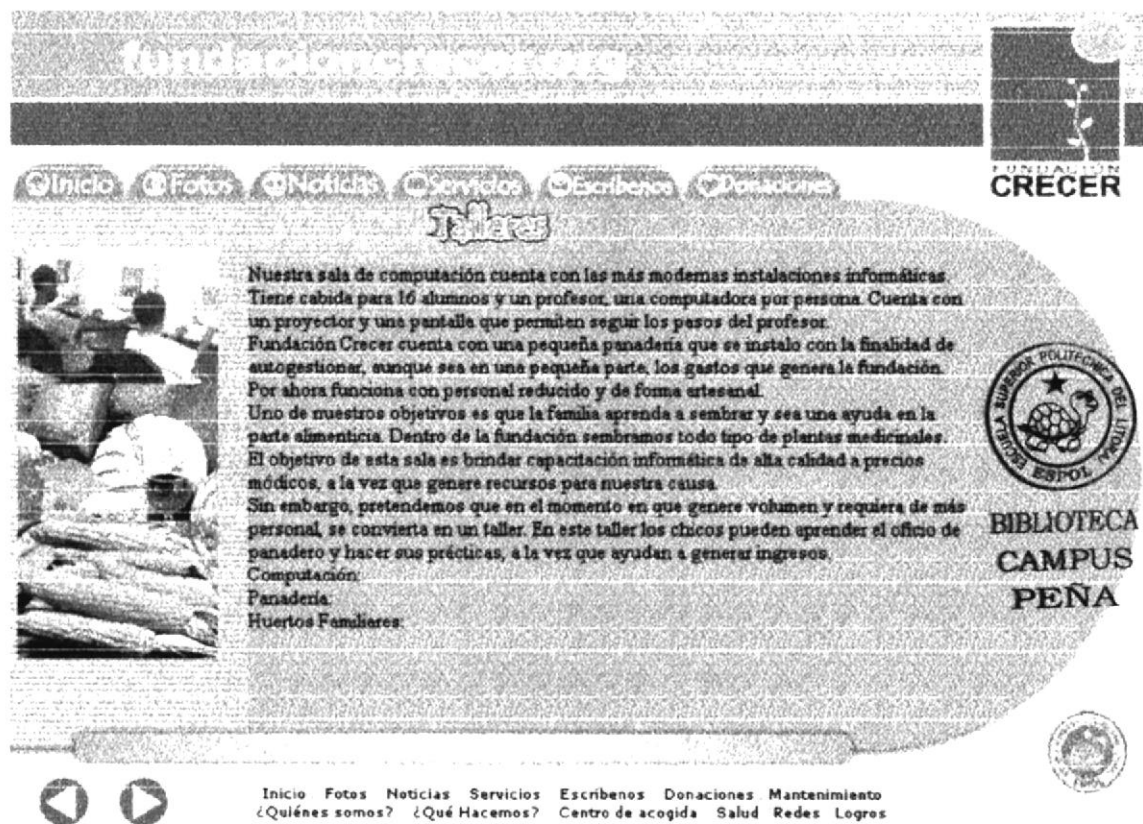 fundacioncrecer.org
FUNDACIÓN
CRECER
Inicio Fotos Noticias Servicios Escríbenos Donaciones
Talleres
Nuestra sala de computación cuenta con las más modernas instalaciones informáticas.
Tiene cabida para 16 alumnos y un profesor, una computadora por persona. Cuenta con
un proyector y una pantalla que permiten seguir los pasos del profesor.
Fundación Crecer cuenta con una pequeña panadería que se instalo con la finalidad de
autogestionar, aunque sea en una pequeña parte, los gastos que genera la fundación.
Por ahora funciona con personal reducido y de forma artesanal.
Uno de nuestros objetivos es que la familia aprenda a sembrar y sea una ayuda en la
parte alimenticia. Dentro de la fundación sembramos todo tipo de plantas medicinales.
El objetivo de esta sala es brindar capacitación informática de alta calidad a precios
módicos, a la vez que genere recursos para nuestra causa.
Sin embargo, pretendemos que en el momento en que genere volumen y requiera de más
personal, se convierta en un taller. En este taller los chicos pueden aprender el oficio de
panadero y hacer sus prácticas, a la vez que ayudan a generar ingresos.
Computación:
Panadería:
Huertos Familiares:
ESCUELA SUPERIOR POLITECNICA DEL LITORAL
ESPOL
BIBLIOTECA
CAMPUS
PEÑA
Inicio Fotos Noticias Servicios Escríbenos Donaciones Mantenimiento
¿Quiénes somos? ¿Qué Hacemos? Centro de acogida Salud Redes Logros